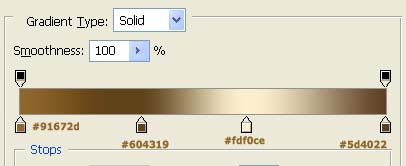 Gradient Type: Solid
Smoothness: 100 %
#91672d #604319 #fdf0ce #5d4022
Stops